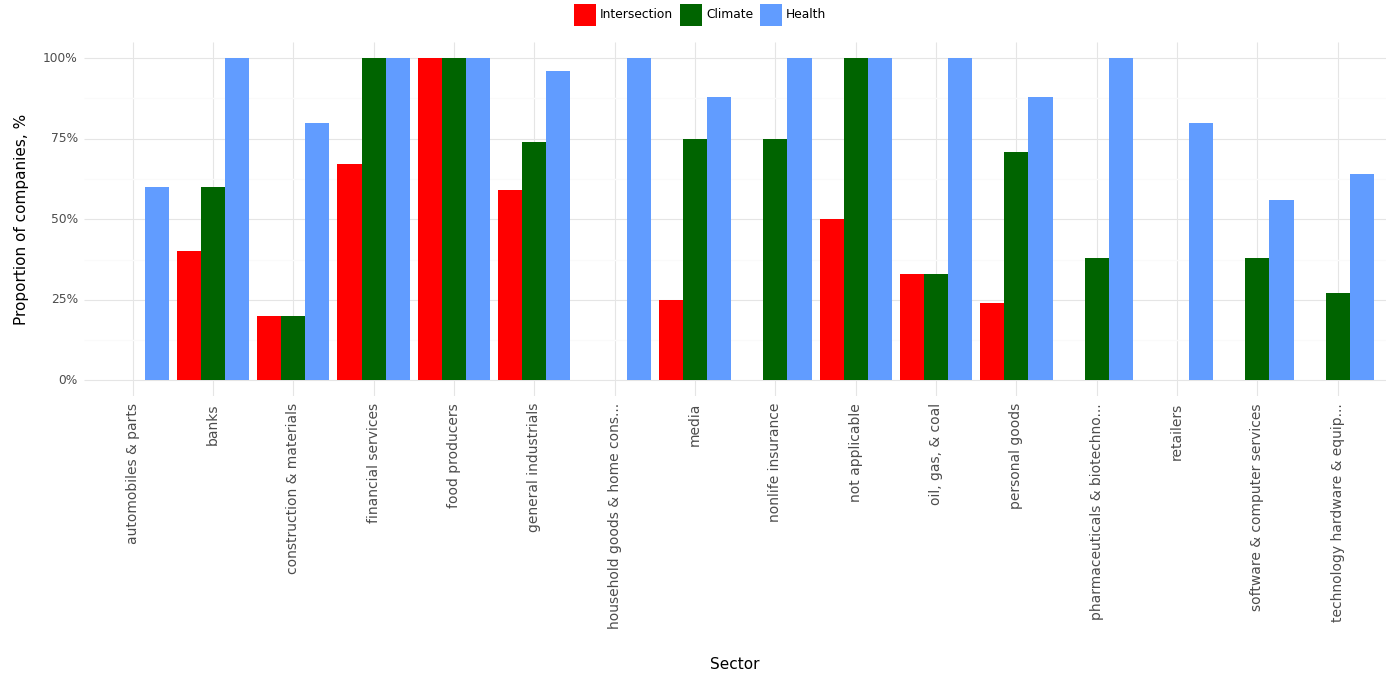 Intersection Climate Health
Proportion of companies, %
100%
75%
50%
25%
0%
automobiles & parts
banks
construction & materials
financial services
food producers
general industrials
household goods & home cons...
media
nonlife insurance
not applicable
oil, gas, & coal
personal goods
pharmaceuticals & biotechno...
retailers
software & computer services
technology hardware & equip...
Sector